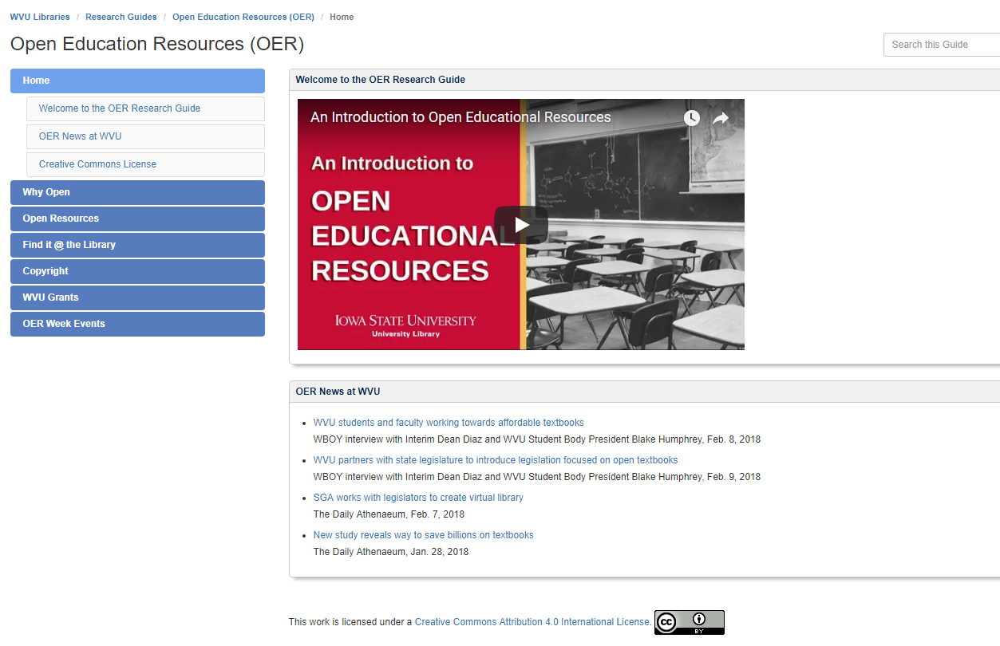 WVU Libraries / Research Guides / Open Education Resources (OER) / Home
Open Education Resources (OER)
Search this Guide
Home
Welcome to the OER Research Guide
OER News at WVU
Creative Commons License
Why Open
Open Resources
Find it @ the Library
Copyright
WVU Grants
OER Week Events
Welcome to the OER Research Guide
An Introduction to Open Educational Resources
An Introduction to
OPEN
EDUCATIONAL
RESOURCES
IOWA STATE UNIVERSITY
University Library
OER News at WVU
WVU students and faculty working towards affordable textbooks
WBOY interview with Interim Dean Diaz and WVU Student Body President Blake Humphrey, Feb. 8, 2018
WVU partners with state legislature to introduce legislation focused on open textbooks
WBOY interview with Interim Dean Diaz and WVU Student Body President Blake Humphrey, Feb. 9, 2018
SGA works with legislators to create virtual library
The Daily Athenaeum, Feb. 7, 2018
New study reveals way to save billions on textbooks
The Daily Athenaeum, Jan. 28, 2018
This work is licensed under a Creative Commons Attribution 4.0 International License.
cc
BY